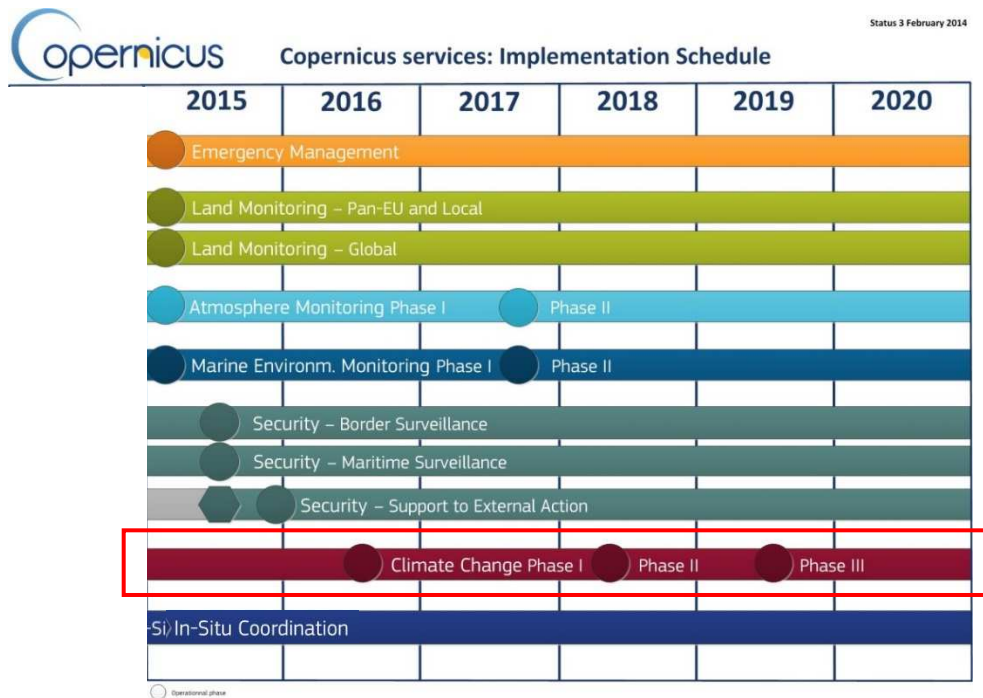 Status 3 February 2014
Copernicus
Copernicus services: Implementation Schedule
2015 2016 2017 2018 2019 2020
Emergency Management
Land Monitoring – Pan-EU and Local
Land Monitoring – Global
Atmosphere Monitoring Phase I Phase II
Marine Environm. Monitoring Phase I Phase II
Security – Border Surveillance
Security – Maritime Surveillance
Security – Support to External Action
Climate Change Phase I Phase II Phase III
-Si In-Situ Coordination
Operationnal phase